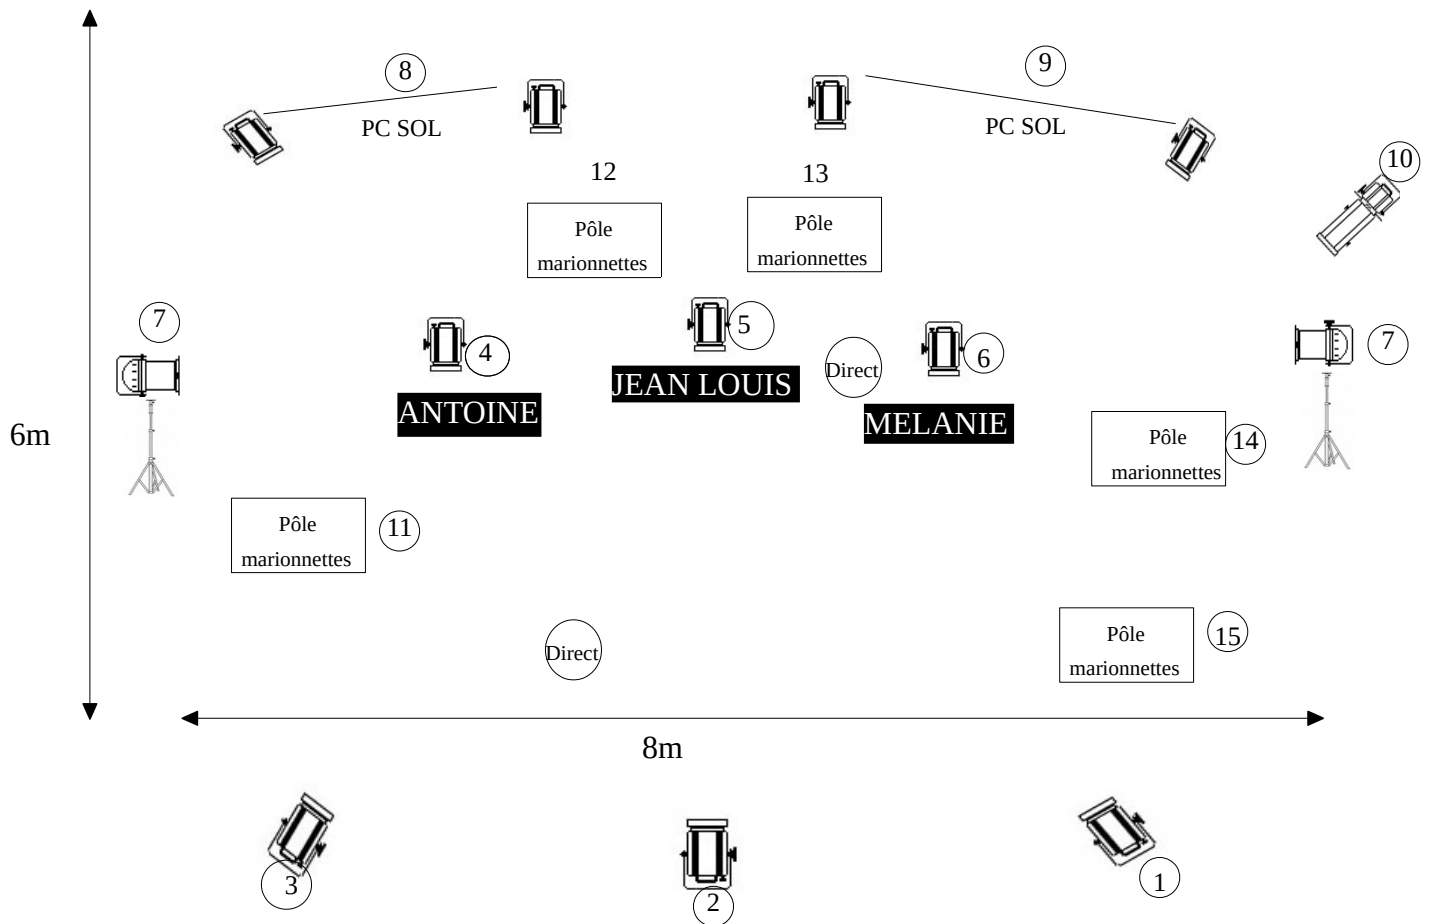 8
9
PC SOL
PC SOL
10
12
13
Pôle
marionnettes
Pôle
marionnettes
7
4
5
6
7
Direct
JEAN LOUIS
ANTOINE
MELANIE
6m
Pôle
marionnettes
14
Pôle
marionnettes
11
Direct
Pôle
marionnettes
15
8m
3
2
1